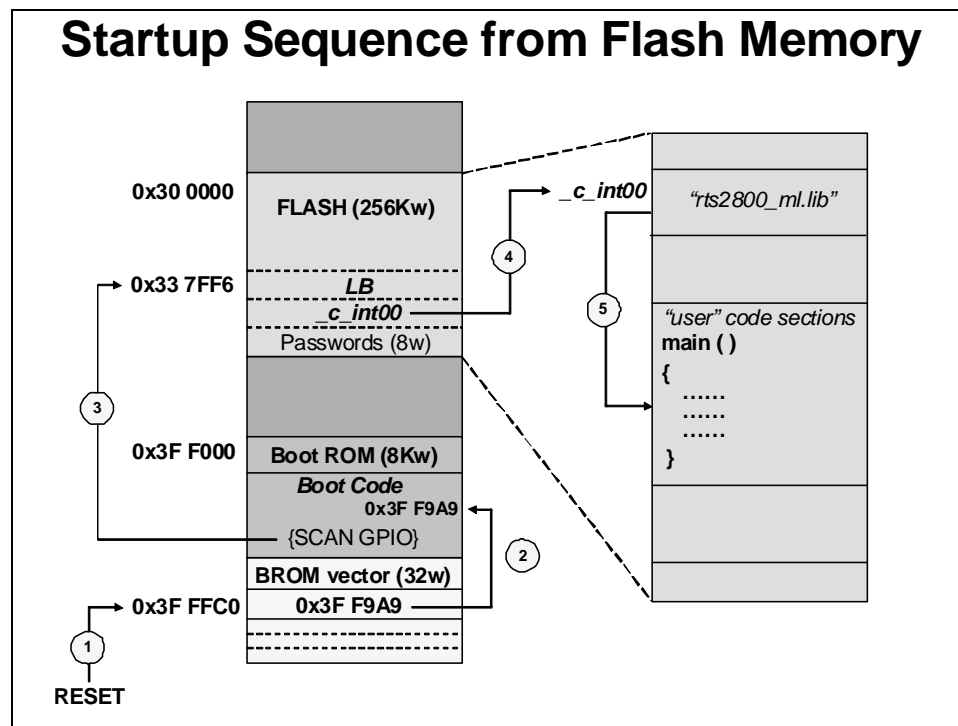 Startup Sequence from Flash Memory
0x30 0000
FLASH (256Kw)
0x33 7FF6
LB
_c_int00
Passwords (8w)
3
0x3F F000
Boot ROM (8Kw)
Boot Code
0x3F F9A9
{SCAN GPIO}
2
BROM vector (32w)
0x3F FFC0
0x3F F9A9
1
RESET
4
_c_int00
“rts2800_ml.lib”
5
“user” code sections
main ( )
{
......
......
......
}